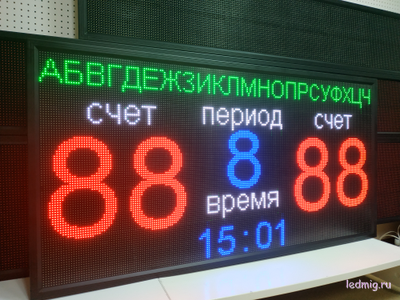 АБВГДЕЖЗИКЛМНОПРСУФХЦЧ
счет период счет
88 8 88
время
15:01
ledmig.ru